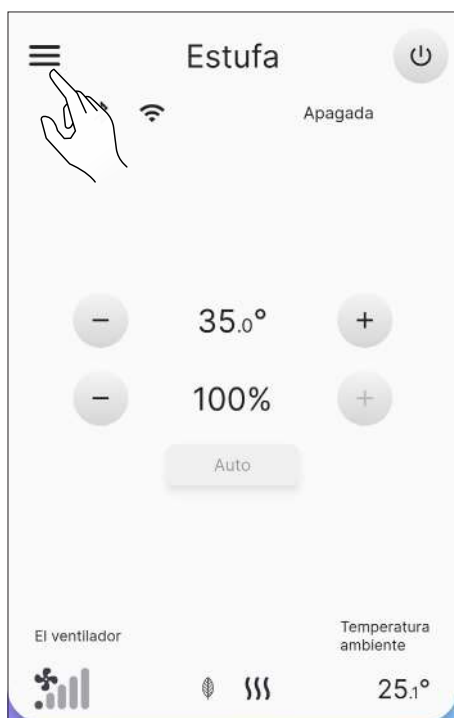 Estufa
Apagada
− 35.0° +
− 100% +
Auto
El ventilador
Temperatura
ambiente
25.1°